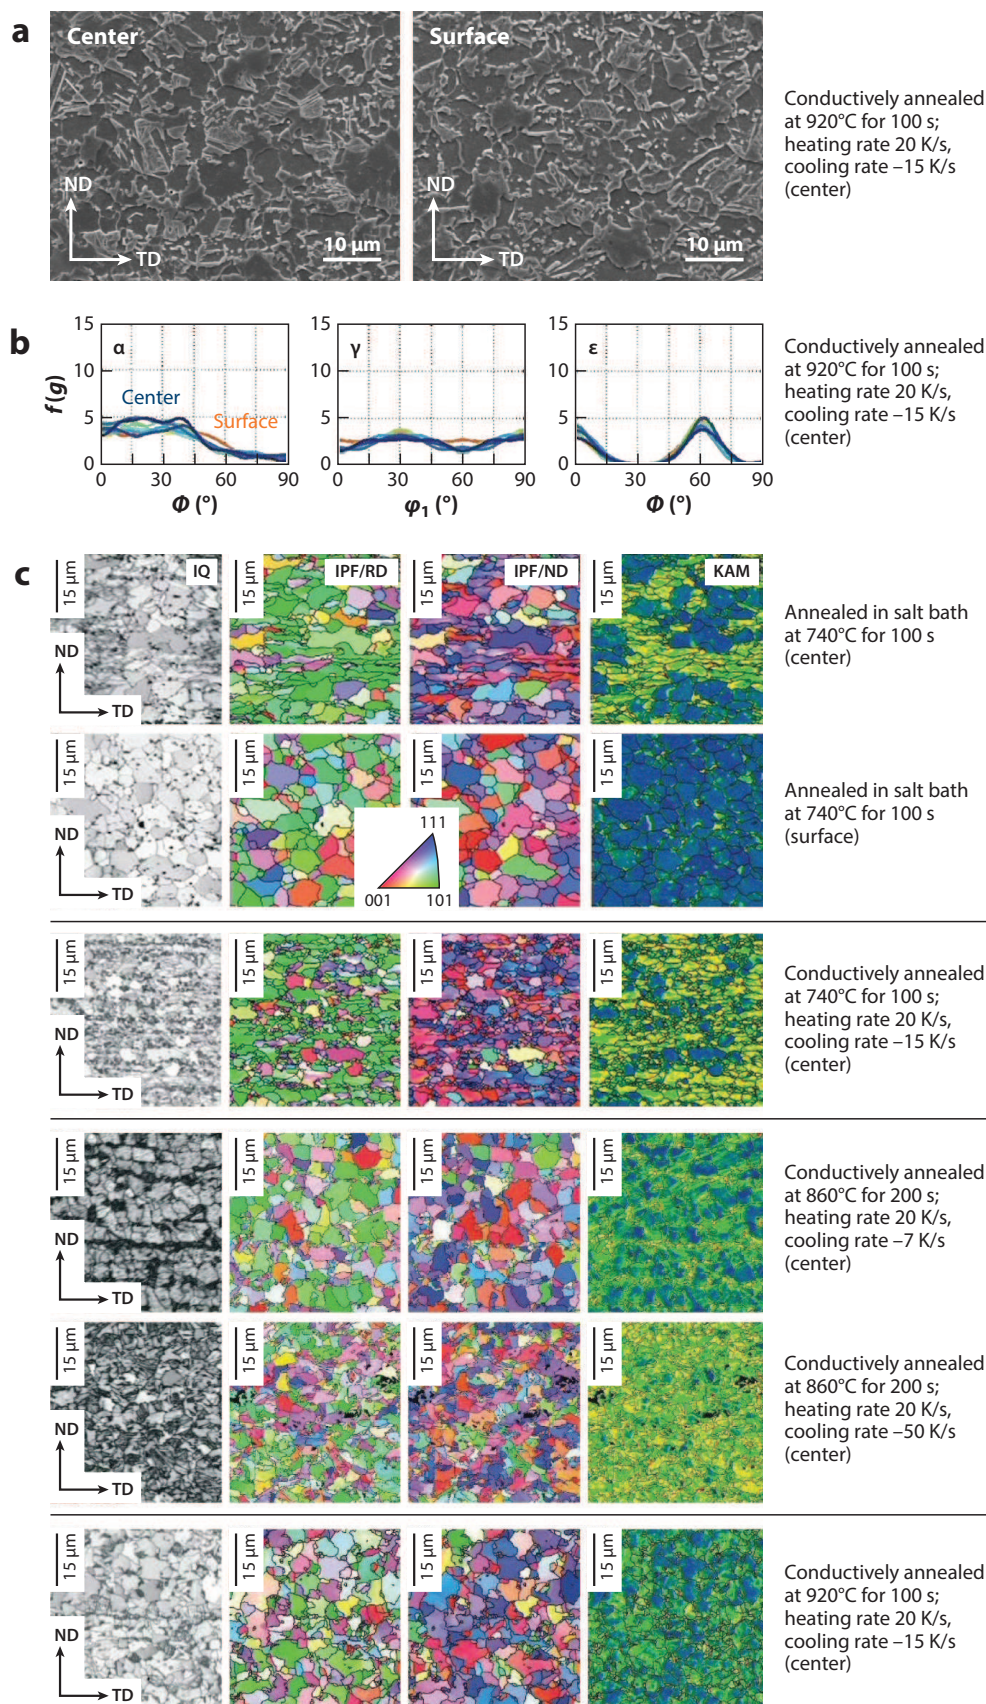 a
Center
Surface
ND
TD
10 µm
ND
TD
10 µm
Conductively annealed
at 920°C for 100 s;
heating rate 20 K/s,
cooling rate –15 K/s
(center)
b
f(g)
15
10
5
0
α
Center
Surface
0
30
60
90
Φ (°)
15
10
5
0
γ
0
30
60
90
φ1 (°)
15
10
5
0
ε
0
30
60
90
Φ (°)
Conductively annealed
at 920°C for 100 s;
heating rate 20 K/s,
cooling rate –15 K/s
(center)
c
15 µm
IQ
ND
TD
15 µm
IPF/RD
15 µm
IPF/ND
15 µm
KAM
Annealed in salt bath
at 740°C for 100 s
(center)
15 µm
ND
TD
15 µm
15 µm
15 µm
111
001
101
Annealed in salt bath
at 740°C for 100 s
(surface)
15 µm
ND
TD
15 µm
15 µm
15 µm
Conductively annealed
at 740°C for 100 s;
heating rate 20 K/s,
cooling rate –15 K/s
(center)
15 µm
ND
TD
15 µm
15 µm
15 µm
Conductively annealed
at 860°C for 200 s;
heating rate 20 K/s,
cooling rate –7 K/s
(center)
15 µm
ND
TD
15 µm
15 µm
15 µm
Conductively annealed
at 860°C for 200 s;
heating rate 20 K/s,
cooling rate –50 K/s
(center)
15 µm
ND
TD
15 µm
15 µm
15 µm
Conductively annealed
at 920°C for 100 s;
heating rate 20 K/s,
cooling rate –15 K/s
(center)